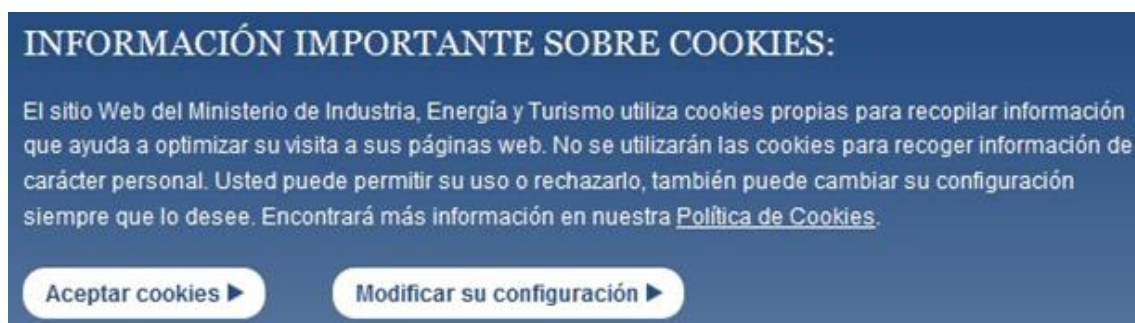 INFORMACIÓN IMPORTANTE SOBRE COOKIES:
El sitio Web del Ministerio de Industria, Energía y Turismo utiliza cookies propias para recopilar información
que ayuda a optimizar su visita a sus páginas web. No se utilizarán las cookies para recoger información de
carácter personal. Usted puede permitir su uso o rechazarlo, también puede cambiar su configuración
siempre que lo desee. Encontrará más información en nuestra Política de Cookies.
Aceptar cookies ▶ Modificar su configuración ▶